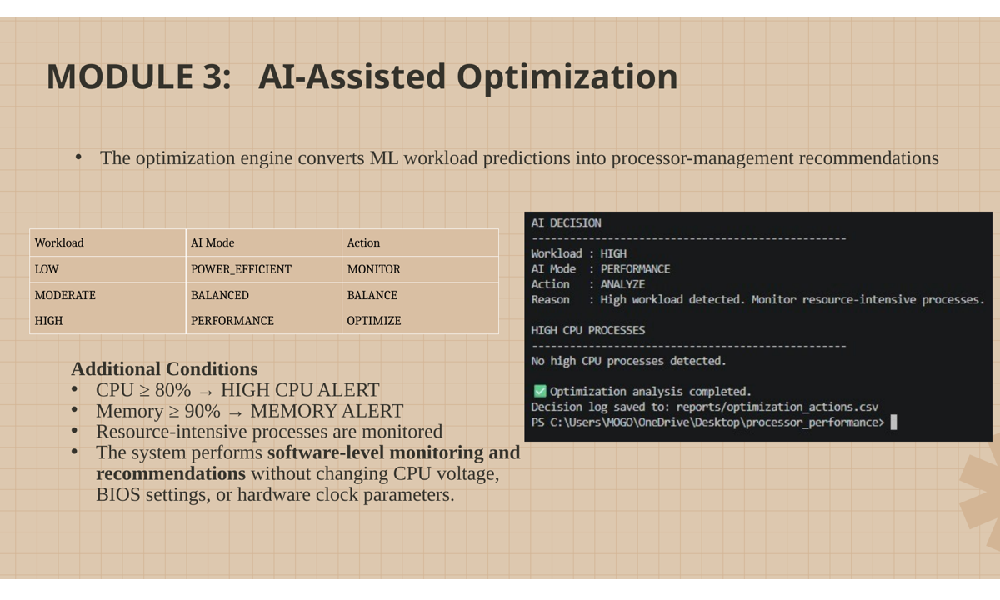 MODULE 3: AI-Assisted Optimization
• The optimization engine converts ML workload predictions into processor-management recommendations
Workload AI Mode Action
LOW POWER_EFFICIENT MONITOR
MODERATE BALANCED BALANCE
HIGH PERFORMANCE OPTIMIZE
Additional Conditions
• CPU ≥ 80% → HIGH CPU ALERT
• Memory ≥ 90% → MEMORY ALERT
• Resource-intensive processes are monitored
• The system performs software-level monitoring and
recommendations without changing CPU voltage,
BIOS settings, or hardware clock parameters.
AI DECISION
------------------------------------------------
Workload : HIGH
AI Mode : PERFORMANCE
Action : ANALYZE
Reason : High workload detected. Monitor resource-intensive processes.
HIGH CPU PROCESSES
------------------------------------------------
No high CPU processes detected.
✅ Optimization analysis completed.
Decision log saved to: reports/optimization_actions.csv
PS C:\Users\MOGO\OneDrive\Desktop\processor_performance>